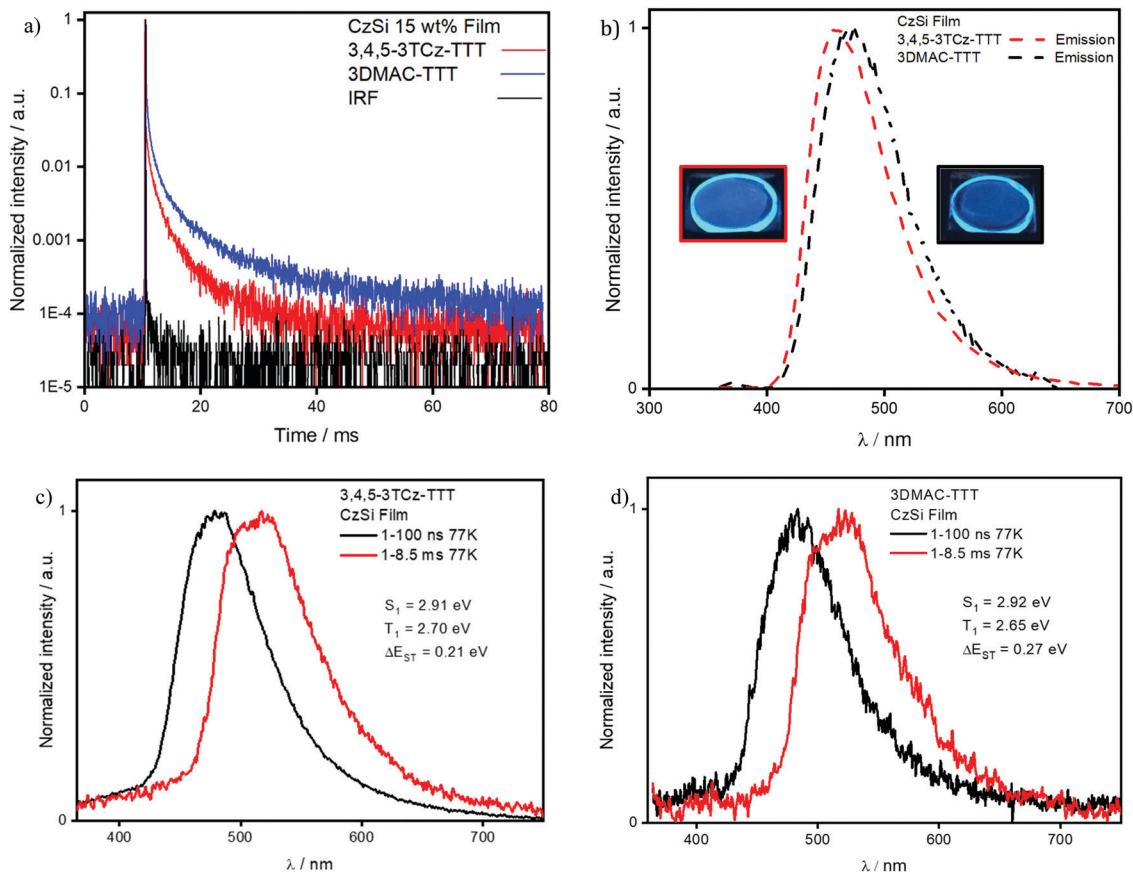 a)
CzSi 15 wt% Film
3,4,5-3TCz-TTT
3DMAC-TTT
IRF
Normalized intensity / a.u.
1
0.1
0.01
0.001
1E-4
1E-5
0 20 40 60 80
Time / ms
b)
CzSi Film
3,4,5-3TCz-TTT Emission
3DMAC-TTT Emission
Normalized intensity / a.u.
0
300 400 500 600 700
λ / nm
c)
3,4,5-3TCz-TTT
CzSi Film
1-100 ns 77K
1-8.5 ms 77K
S₁ = 2.91 eV
T₁ = 2.70 eV
ΔE_ST = 0.21 eV
Normalized intensity / a.u.
1
0
400 500 600 700
λ / nm
d)
3DMAC-TTT
CzSi Film
1-100 ns 77K
1-8.5 ms 77K
S₁ = 2.92 eV
T₁ = 2.65 eV
ΔE_ST = 0.27 eV
Normalized intensity / a.u.
1
0
400 500 600 700
λ / nm